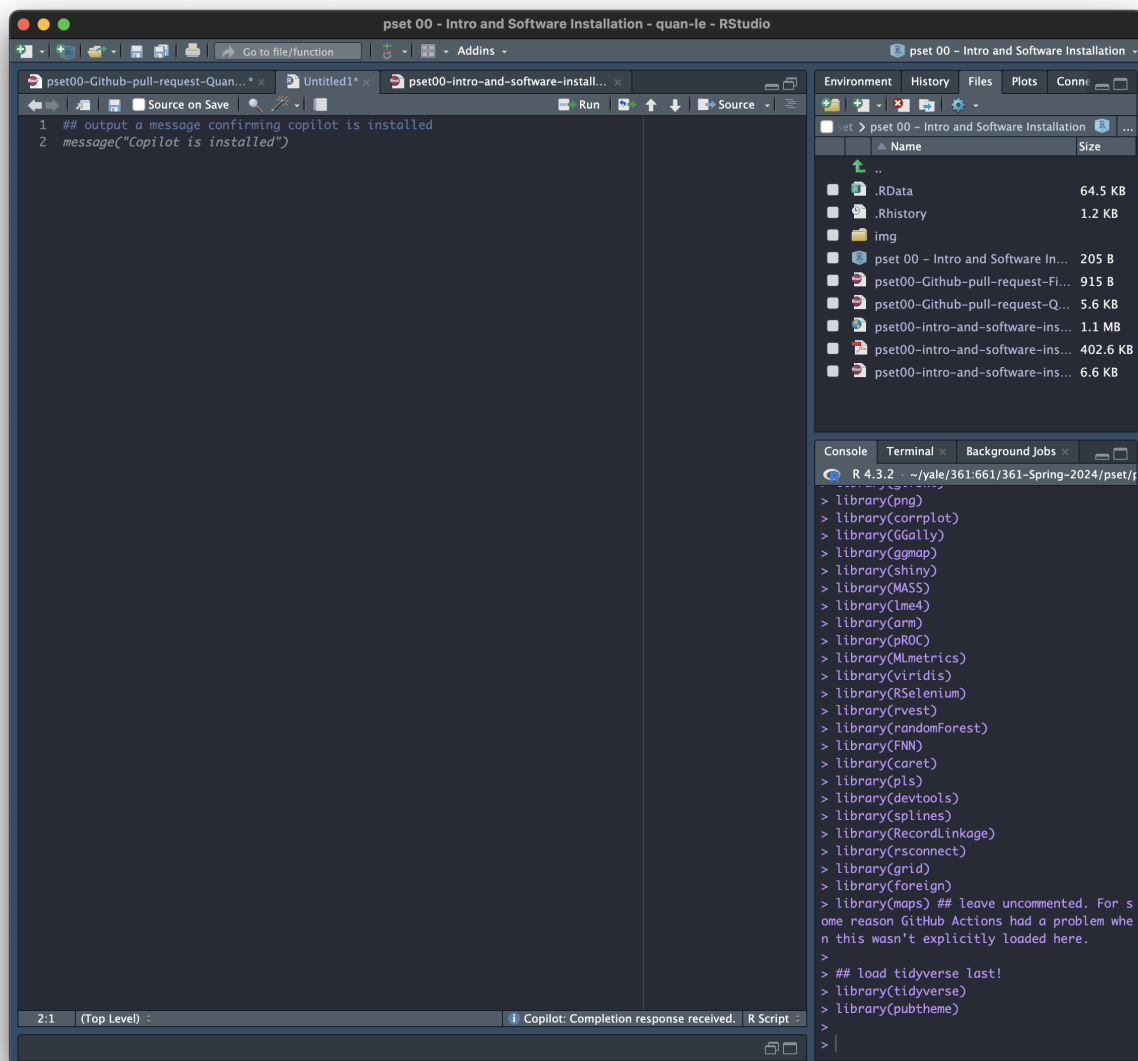 pset 00 - Intro and Software Installation - quan-le - RStudio
Go to file/function
Addins
pset 00 - Intro and Software Installation
pset00-Github-pull-request-Quan...*
Untitled1*
pset00-intro-and-software-install...
Source on Save
Run
Source
1 ## output a message confirming copilot is installed
2 message("Copilot is installed")
2:1
(Top Level)
Copilot: Completion response received.
R Script
Environment
History
Files
Plots
Conne
et
pset 00 - Intro and Software Installation
...
Name
Size
..
.RData 64.5 KB
.Rhistory 1.2 KB
img
pset 00 - Intro and Software In... 205 B
pset00-Github-pull-request-Fi... 915 B
pset00-Github-pull-request-Q... 5.6 KB
pset00-intro-and-software-ins... 1.1 MB
pset00-intro-and-software-ins... 402.6 KB
pset00-intro-and-software-ins... 6.6 KB
Console
Terminal
Background Jobs
R 4.3.2 · ~/yale/361:661/361-Spring-2024/pset/p
> library(png)
> library(corrplot)
> library(GGally)
> library(ggmap)
> library(shiny)
> library(MASS)
> library(lme4)
> library(arm)
> library(pROC)
> library(MLmetrics)
> library(viridis)
> library(RSelenium)
> library(rvest)
> library(randomForest)
> library(FNN)
> library(caret)
> library(pls)
> library(devtools)
> library(splines)
> library(RecordLinkage)
> library(rsconnect)
> library(grid)
> library(foreign)
> library(maps) ## leave uncommented. For s
ome reason GitHub Actions had a problem whe
n this wasn't explicitly loaded here.
>
> ## load tidyverse last!
> library(tidyverse)
> library(pubtheme)
>
>